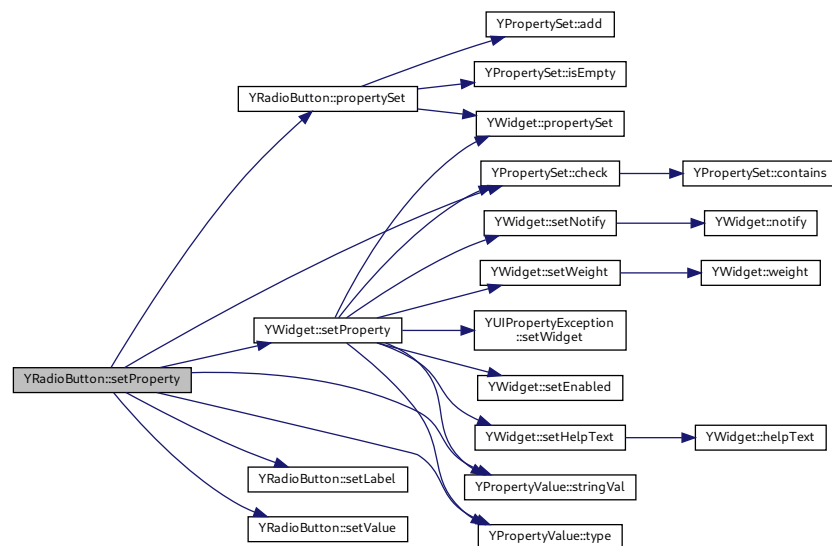 YPropertySet::add
YPropertySet::isEmpty
YRadioButton::propertySet
YWidget::propertySet
YPropertySet::check
YPropertySet::contains
YWidget::setNotify
YWidget::notify
YWidget::setWeight
YWidget::weight
YWidget::setProperty
YUIPropertyException
::setWidget
YRadioButton::setProperty
YWidget::setEnabled
YWidget::setHelpText
YWidget::helpText
YRadioButton::setLabel
YPropertyValue::stringVal
YRadioButton::setValue
YPropertyValue::type